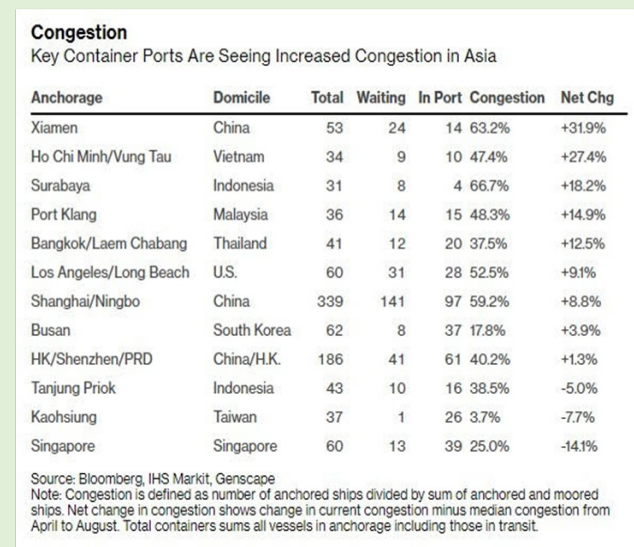 Congestion
Key Container Ports Are Seeing Increased Congestion in Asia
Anchorage Domicile Total Waiting In Port Congestion Net Chg
Xiamen China 53 24 14 63.2% +31.9%
Ho Chi Minh/Vung Tau Vietnam 34 9 10 47.4% +27.4%
Surabaya Indonesia 31 8 4 66.7% +18.2%
Port Klang Malaysia 36 14 15 48.3% +14.9%
Bangkok/Laem Chabang Thailand 41 12 20 37.5% +12.5%
Los Angeles/Long Beach U.S. 60 31 28 52.5% +9.1%
Shanghai/Ningbo China 339 141 97 59.2% +8.8%
Busan South Korea 62 8 37 17.8% +3.9%
HK/Shenzhen/PRD China/H.K. 186 41 61 40.2% +1.3%
Tanjung Priok Indonesia 43 10 16 38.5% -5.0%
Kaohsiung Taiwan 37 1 26 3.7% -7.7%
Singapore Singapore 60 13 39 25.0% -14.1%
Source: Bloomberg, IHS Markit, Genscape
Note: Congestion is defined as number of anchored ships divided by sum of anchored and moored
ships. Net change in congestion shows change in current congestion minus median congestion from
April to August. Total containers sums all vessels in anchorage including those in transit.